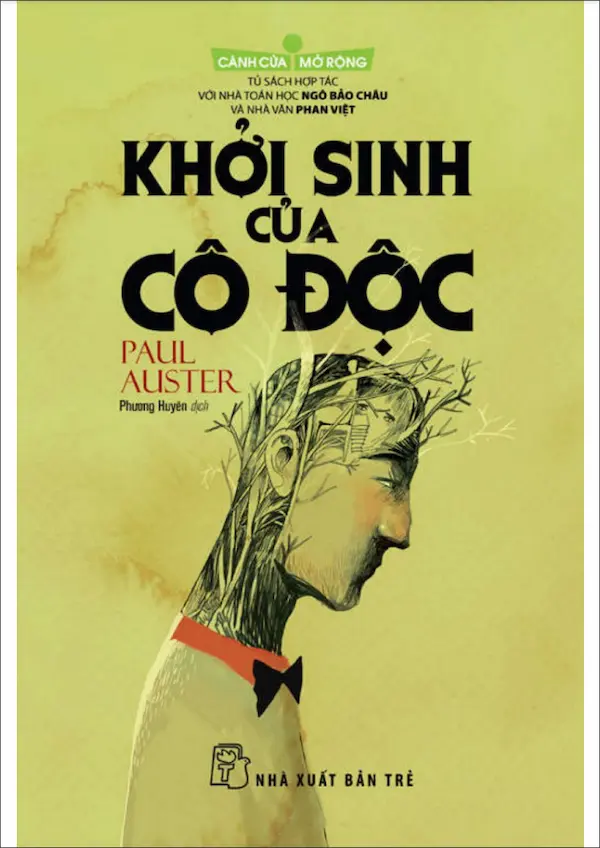 CÁNH CỬA MỞ RỘNG
TỦ SÁCH HỢP TÁC
VỚI NHÀ TOÁN HỌC NGÔ BẢO CHÂU
VÀ NHÀ VĂN PHAN VIỆT
KHỞI SINH
CỦA
CÔ ĐỘC
PAUL
AUSTER
Phương Huyên dịch
T
NHÀ XUẤT BẢN TRẺ